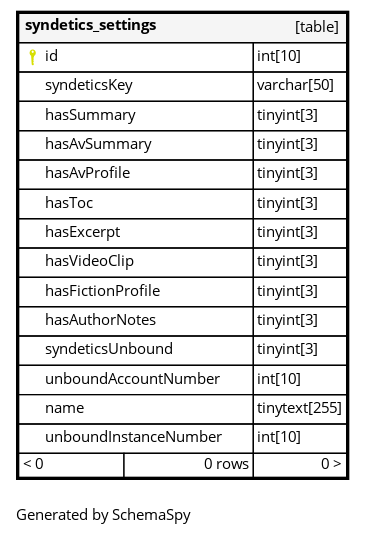 syndetics_settings [table]
id int[10]
syndeticsKey varchar[50]
hasSummary tinyint[3]
hasAvSummary tinyint[3]
hasAvProfile tinyint[3]
hasToc tinyint[3]
hasExcerpt tinyint[3]
hasVideoClip tinyint[3]
hasFictionProfile tinyint[3]
hasAuthorNotes tinyint[3]
syndeticsUnbound tinyint[3]
unboundAccountNumber int[10]
name tinytext[255]
unboundInstanceNumber int[10]
< 0 0 rows 0 >
Generated by SchemaSpy